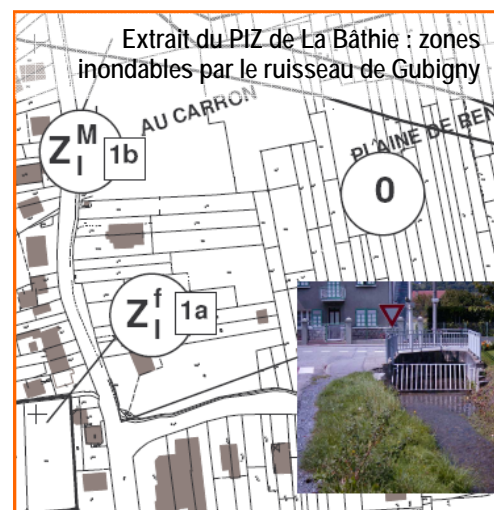 Extrait du PIZ de La Bâthie : zones
inondables par le ruisseau de Gubigny
AU CARRON
PLAINE DE
Z M I 1b
0
Z f I 1a